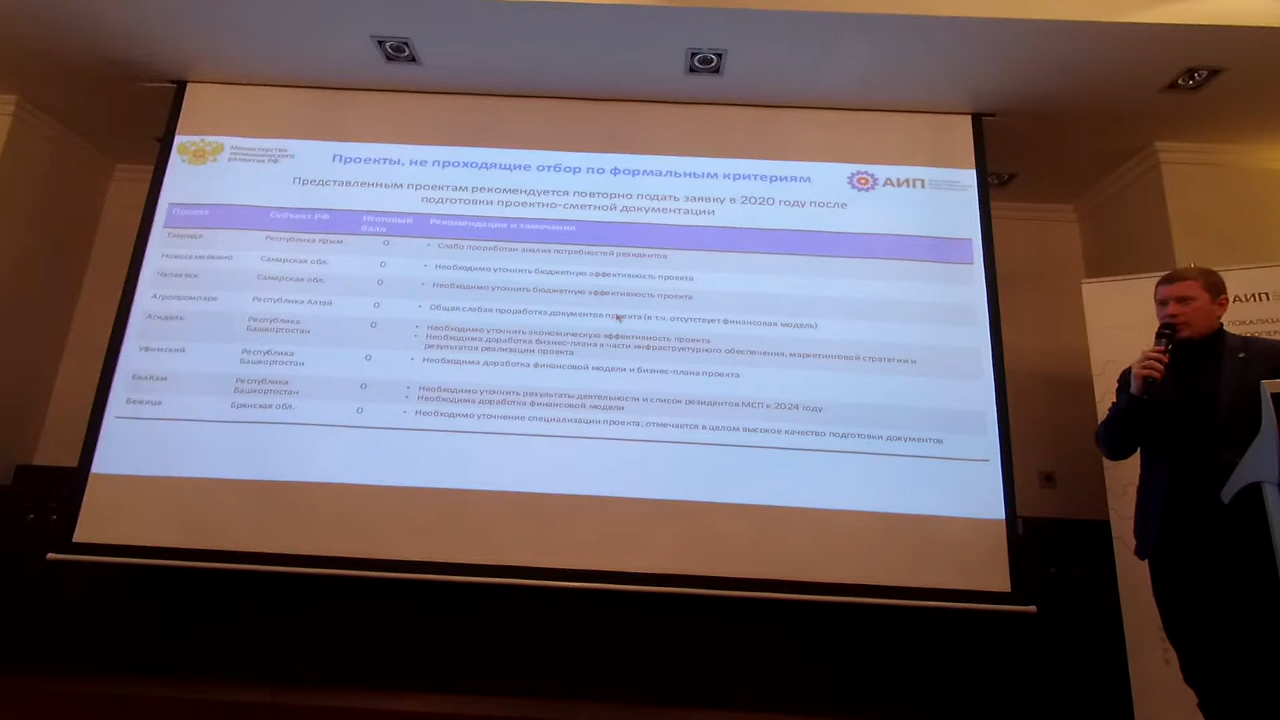 Министерство
экономического
развития РФ
Проекты, не проходящие отбор по формальным критериям
АИП
Представленным проектам рекомендуется повторно подать заявку в 2020 году после
подготовки проектно-сметной документации
Проект Субъект РФ Итоговый балл Рекомендации и замечания
Таврида Республика Крым 0 • Слабо проработан анализ потребностей резидентов
Новосемейкино Самарская обл. 0 • Необходимо уточнить бюджетную эффективность проекта
Чапаевск Самарская обл. 0 • Необходимо уточнить бюджетную эффективность проекта
Агропромпарк Республика Алтай 0 • Общая слабая проработка документов проекта (в т.ч. отсутствует финансовая модель)
Агидель Республика Башкортостан 0 • Необходимо уточнить экономическую эффективность проекта
• Необходима доработка бизнес-плана в части инфраструктурного обеспечения, маркетинговой стратегии и
результатов реализации проекта
Уфимский Республика Башкортостан 0 • Необходима доработка финансовой модели и бизнес-плана проекта
БелКам Республика Башкортостан 0 • Необходимо уточнить результаты деятельности и список резидентов МСП к 2024 году
• Необходима доработка финансовой модели
Бежица Брянская обл. 0 • Необходимо уточнение специализации проекта; отмечается в целом высокое качество подготовки документов
АИП